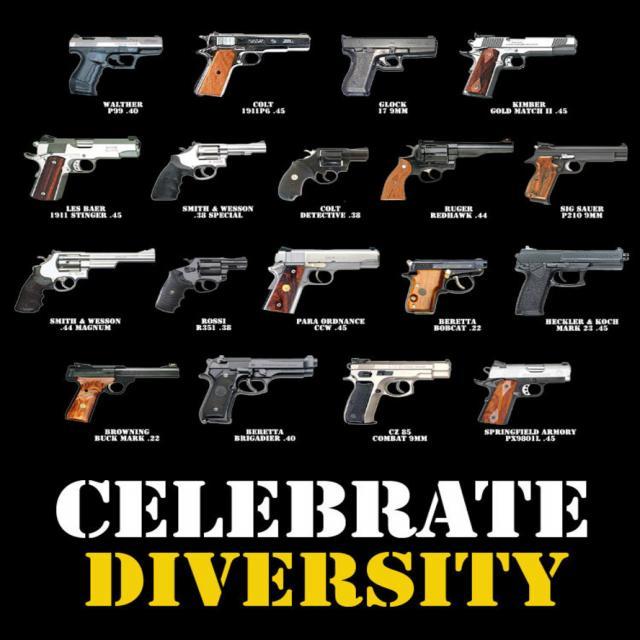 WALTHER
P99 .40
COLT
1911P6 .45
GLOCK
17 9MM
KIMBER
GOLD MATCH II .45
LES BAER
1911 STINGER .45
SMITH & WESSON
.38 SPECIAL
COLT
DETECTIVE .38
RUGER
REDHAWK .44
SIG SAUER
P210 9MM
SMITH & WESSON
.44 MAGNUM
ROSSI
R351 .38
PARA ORDNANCE
CCW .45
BERETTA
BOBCAT .22
HECKLER & KOCH
MARK 23 .45
BROWNING
BUCK MARK .22
BERETTA
BRIGADIER .40
CZ 85
COMBAT 9MM
SPRINGFIELD ARMORY
PX9801L .45
CELEBRATE
DIVERSITY